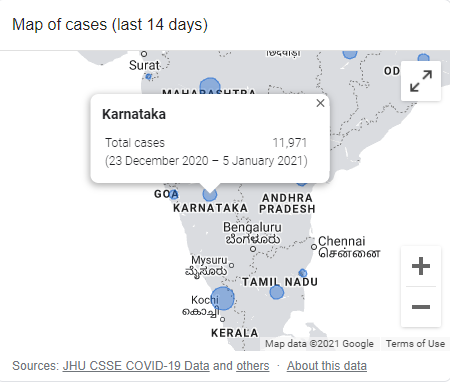 Map of cases (last 14 days)
Surat
MAHARASHTRA
OD
Karnataka
Total cases 11,971
(23 December 2020 – 5 January 2021)
GOA
KARNATAKA
ANDHRA
PRADESH
Bengaluru
ಬೆಂಗಳೂರು
Chennai
சென்னை
Mysuru
ಮೈಸೂರು
TAMIL NADU
Kochi
കൊച്ചി
KERALA
Map data ©2021 Google Terms of Use
Sources: JHU CSSE COVID-19 Data and others · About this data